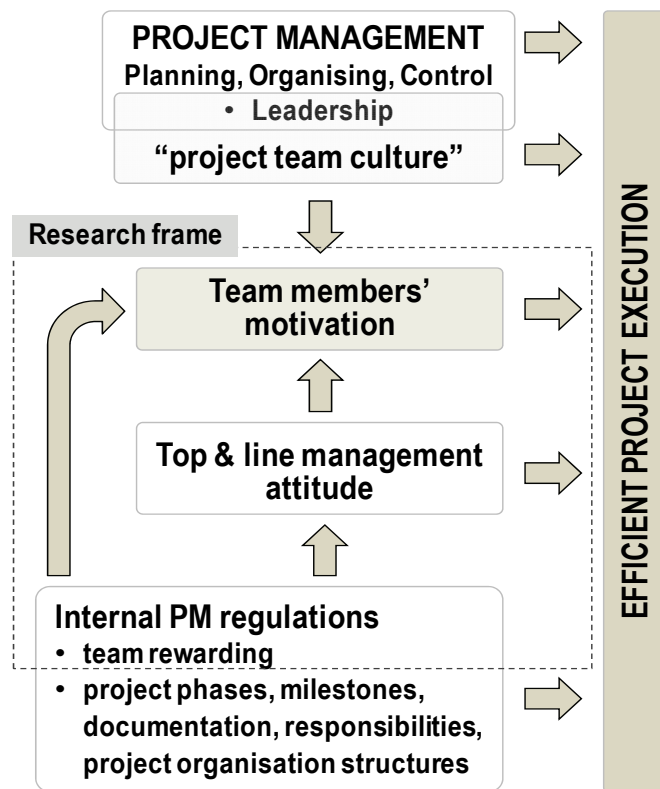 PROJECT MANAGEMENT
Planning, Organising, Control
• Leadership
“project team culture”
Research frame
Team members’
motivation
Top & line management
attitude
Internal PM regulations
• team rewarding
• project phases, milestones,
documentation, responsibilities,
project organisation structures
EFFICIENT PROJECT EXECUTION